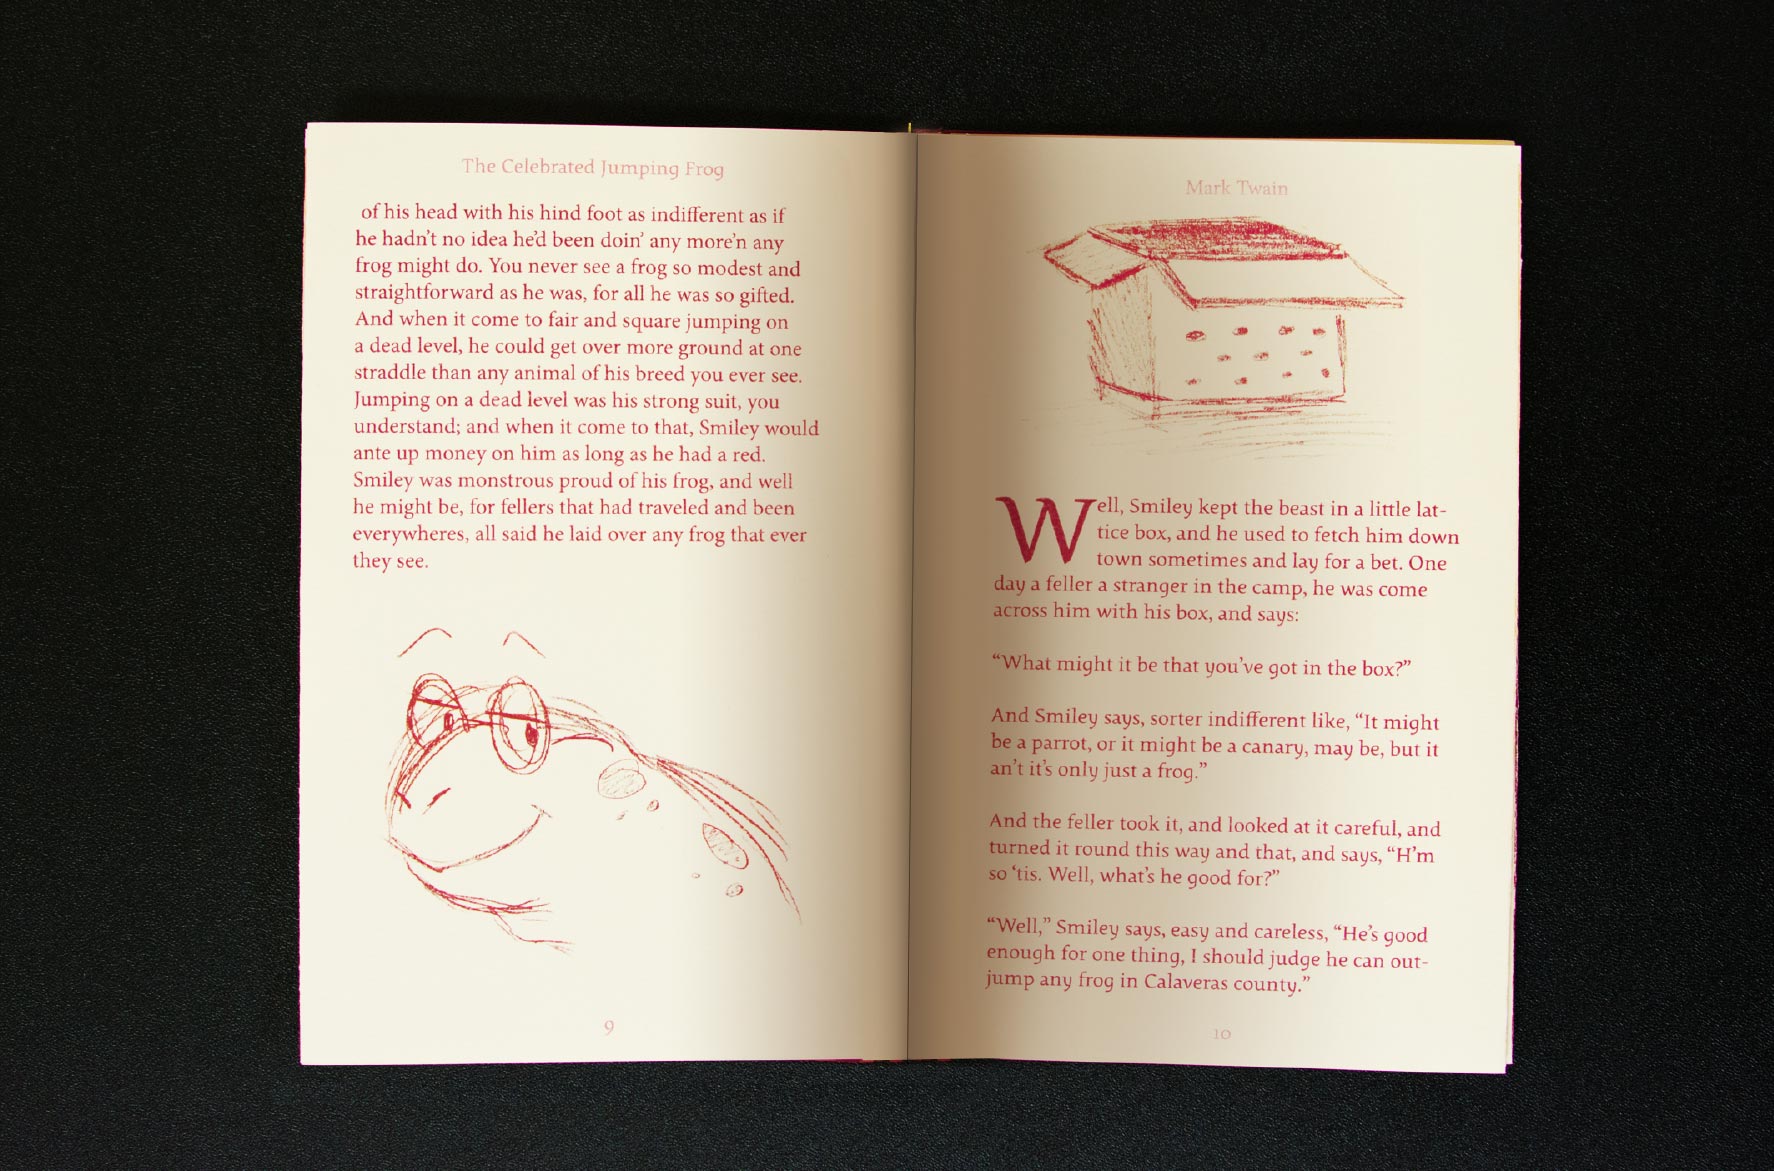 The Celebrated Jumping Frog
of his head with his hind foot as indifferent as if
he hadn't no idea he'd been doin' any more'n any
frog might do. You never see a frog so modest and
straightforward as he was, for all he was so gifted.
And when it come to fair and square jumping on
a dead level, he could get over more ground at one
straddle than any animal of his breed you ever see.
Jumping on a dead level was his strong suit, you
understand; and when it come to that, Smiley would
ante up money on him as long as he had a red.
Smiley was monstrous proud of his frog, and well
he might be, for fellers that had traveled and been
everywheres, all said he laid over any frog that ever
they see.
9
Mark Twain
Well, Smiley kept the beast in a little lat-
tice box, and he used to fetch him down
town sometimes and lay for a bet. One
day a feller a stranger in the camp, he was come
across him with his box, and says:
“What might it be that you've got in the box?”
And Smiley says, sorter indifferent like, “It might
be a parrot, or it might be a canary, may be, but it
an't it's only just a frog.”
And the feller took it, and looked at it careful, and
turned it round this way and that, and says, “H'm
so ‘tis. Well, what's he good for?”
“Well,” Smiley says, easy and careless, “He's good
enough for one thing, I should judge he can out-
jump any frog in Calaveras county.”
10